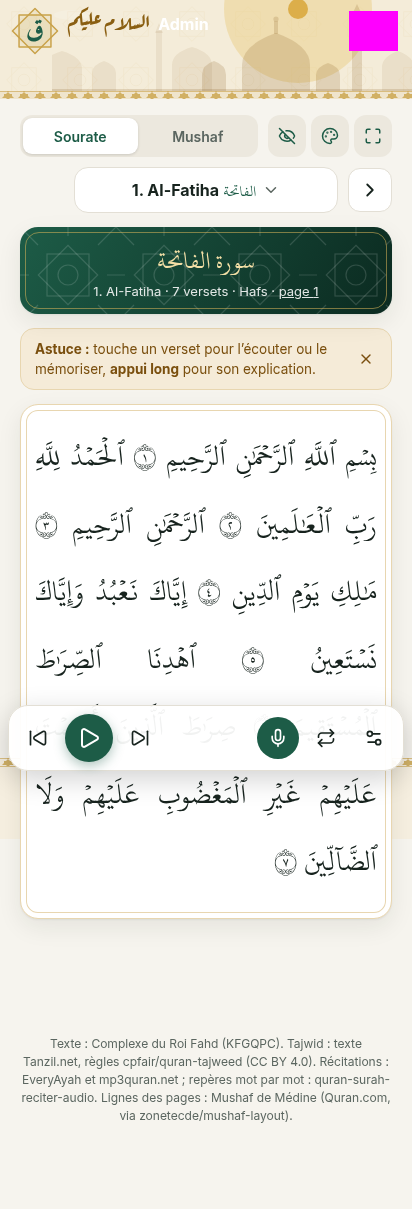 ق السلام عليكم Admin
Sourate Mushaf
1. Al-Fatiha الفاتحة
سورة الفاتحة
1. Al-Fatiha · 7 versets · Hafs · page 1
Astuce : touche un verset pour l’écouter ou le
mémoriser, appui long pour son explication.
بِسْمِ ٱللَّهِ ٱلرَّحْمَٰنِ ٱلرَّحِيمِ ١ ٱلْحَمْدُ لِلَّهِ
رَبِّ ٱلْعَٰلَمِينَ ٢ ٱلرَّحْمَٰنِ ٱلرَّحِيمِ ٣
مَٰلِكِ يَوْمِ ٱلدِّينِ ٤ إِيَّاكَ نَعْبُدُ وَإِيَّاكَ
نَسْتَعِينُ ٥ ٱهْدِنَا ٱلصِّرَٰطَ
صِرَٰطَ
عَلَيْهِمْ غَيْرِ ٱلْمَغْضُوبِ عَلَيْهِمْ وَلَا
ٱلضَّآلِّينَ ٧
Texte : Complexe du Roi Fahd (KFGQPC). Tajwid : texte
Tanzil.net, règles cpfair/quran-tajweed (CC BY 4.0). Récitations :
EveryAyah et mp3quran.net ; repères mot par mot : quran-surah-
reciter-audio. Lignes des pages : Mushaf de Médine (Quran.com,
via zonetecde/mushaf-layout).